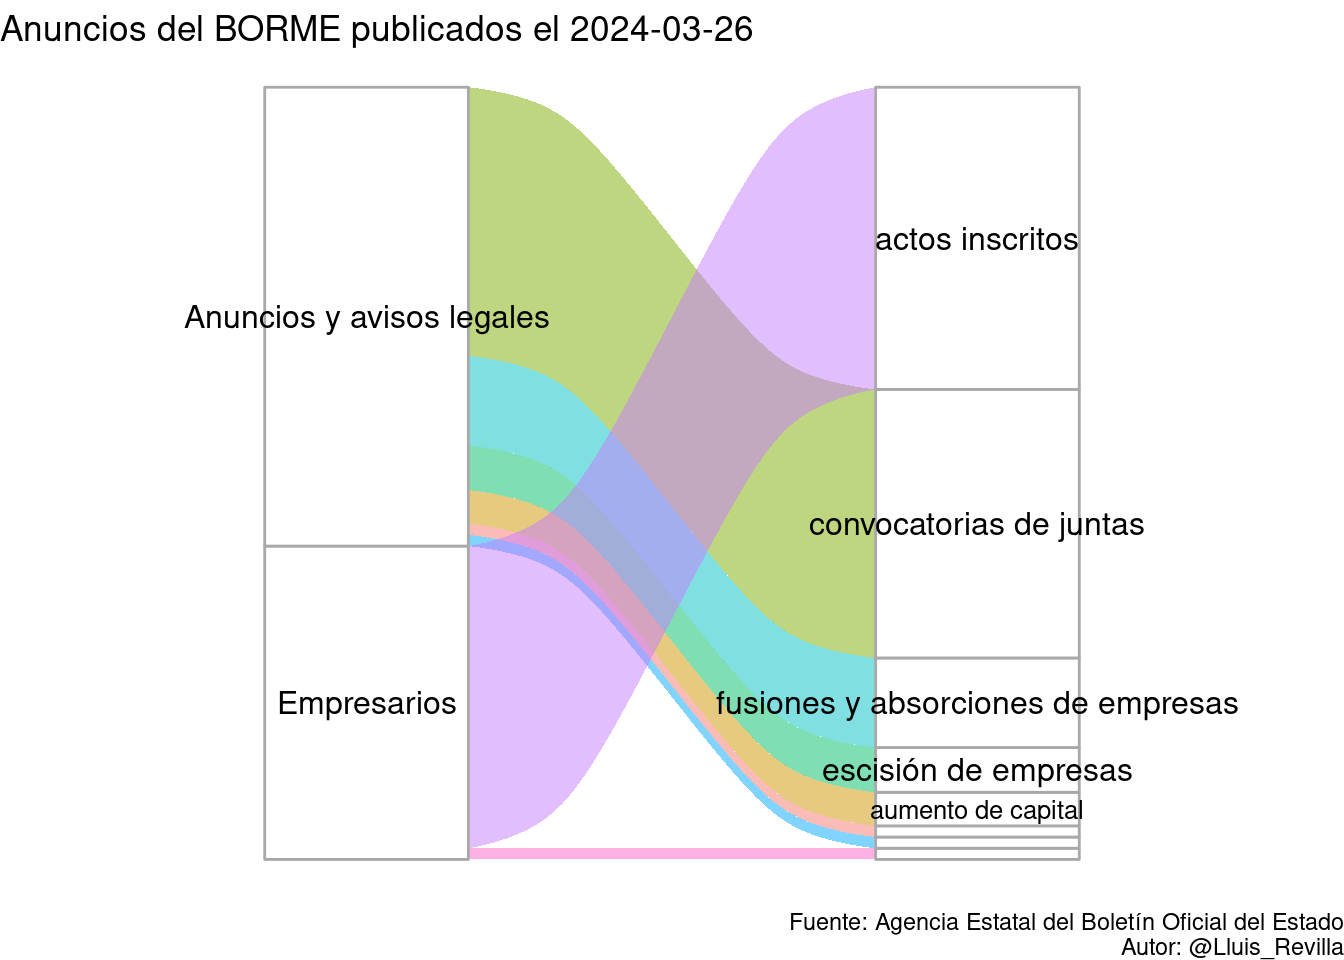 Anuncios del BORME publicados el 2024-03-26
actos inscritos
Anuncios y avisos legales
convocatorias de juntas
Empresarios
fusiones y absorciones de empresas
escisión de empresas
aumento de capital
Fuente: Agencia Estatal del Boletín Oficial del Estado
Autor: @Lluis_Revilla